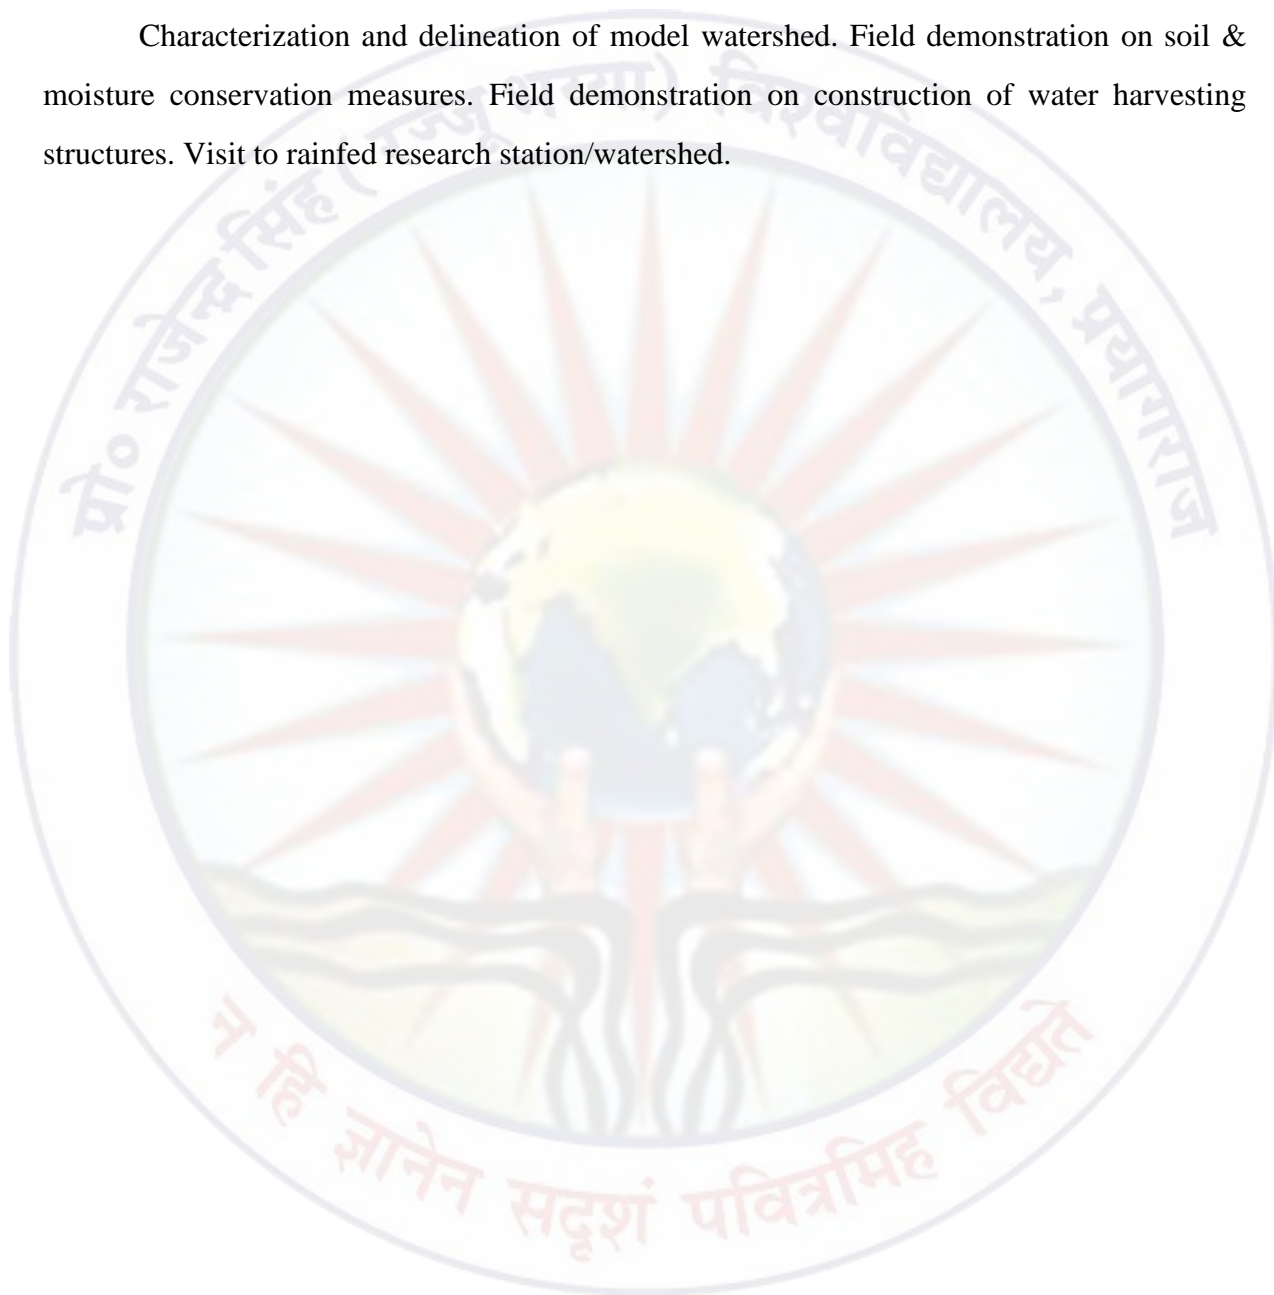 Characterization and delineation of model watershed. Field demonstration on soil &
moisture conservation measures. Field demonstration on construction of water harvesting
structures. Visit to rainfed research station/watershed.
प्रो० राजेन्द्र सिंह ( रज्जू भय्या) विश्वविद्यालय, प्रयागराज
न हि ज्ञानेन सदृशं पवित्रमिह विद्यते